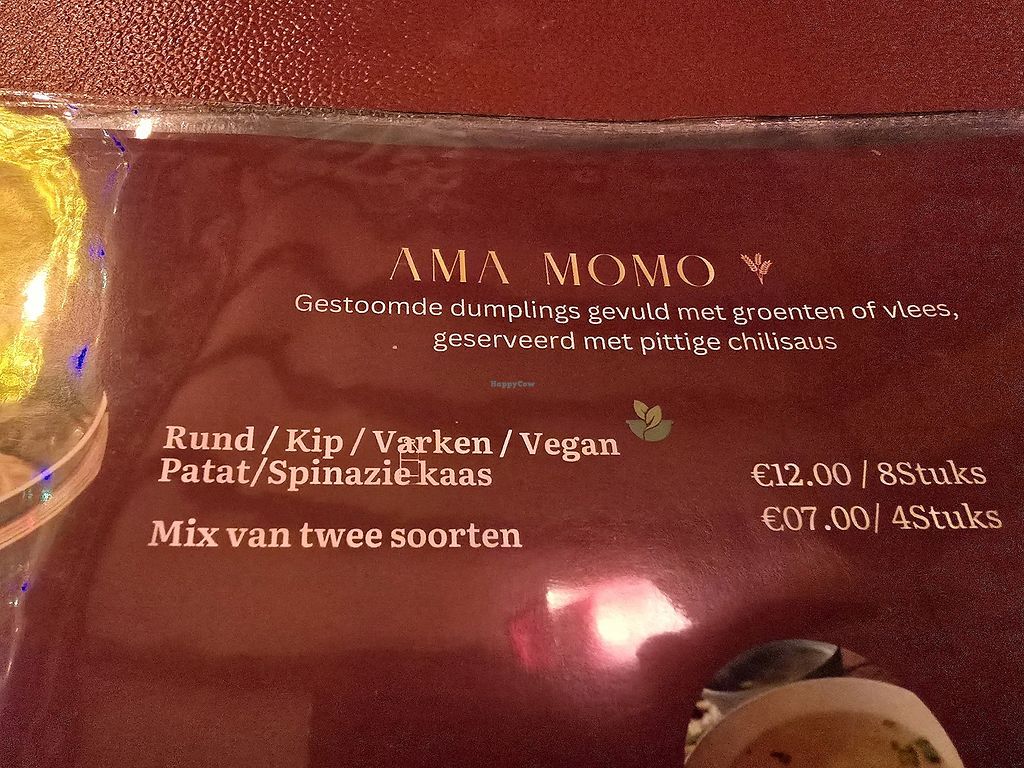 AMA MOMO
Gestoomde dumplings gevuld met groenten of vlees,
geserveerd met pittige chilisaus
HappyCow
Rund / Kip / Varken / Vegan
Patat/Spinazie kaas
€12.00 / 8Stuks
€07.00/ 4Stuks
Mix van twee soorten